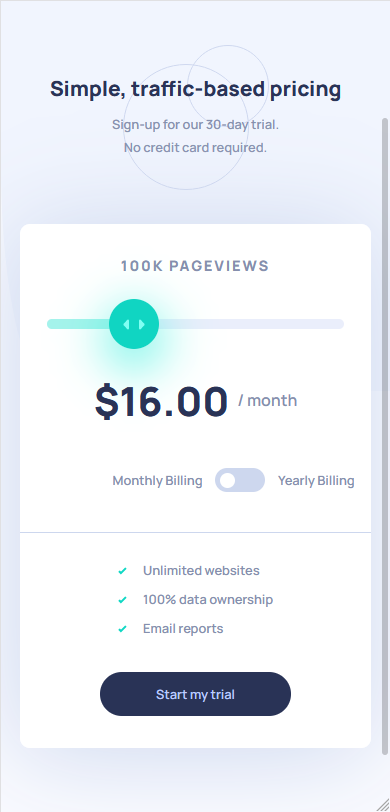 Simple, traffic-based pricing
Sign-up for our 30-day trial.
No credit card required.
100K PAGEVIEWS
$16.00 / month
Monthly Billing Yearly Billing
Unlimited websites
100% data ownership
Email reports
Start my trial